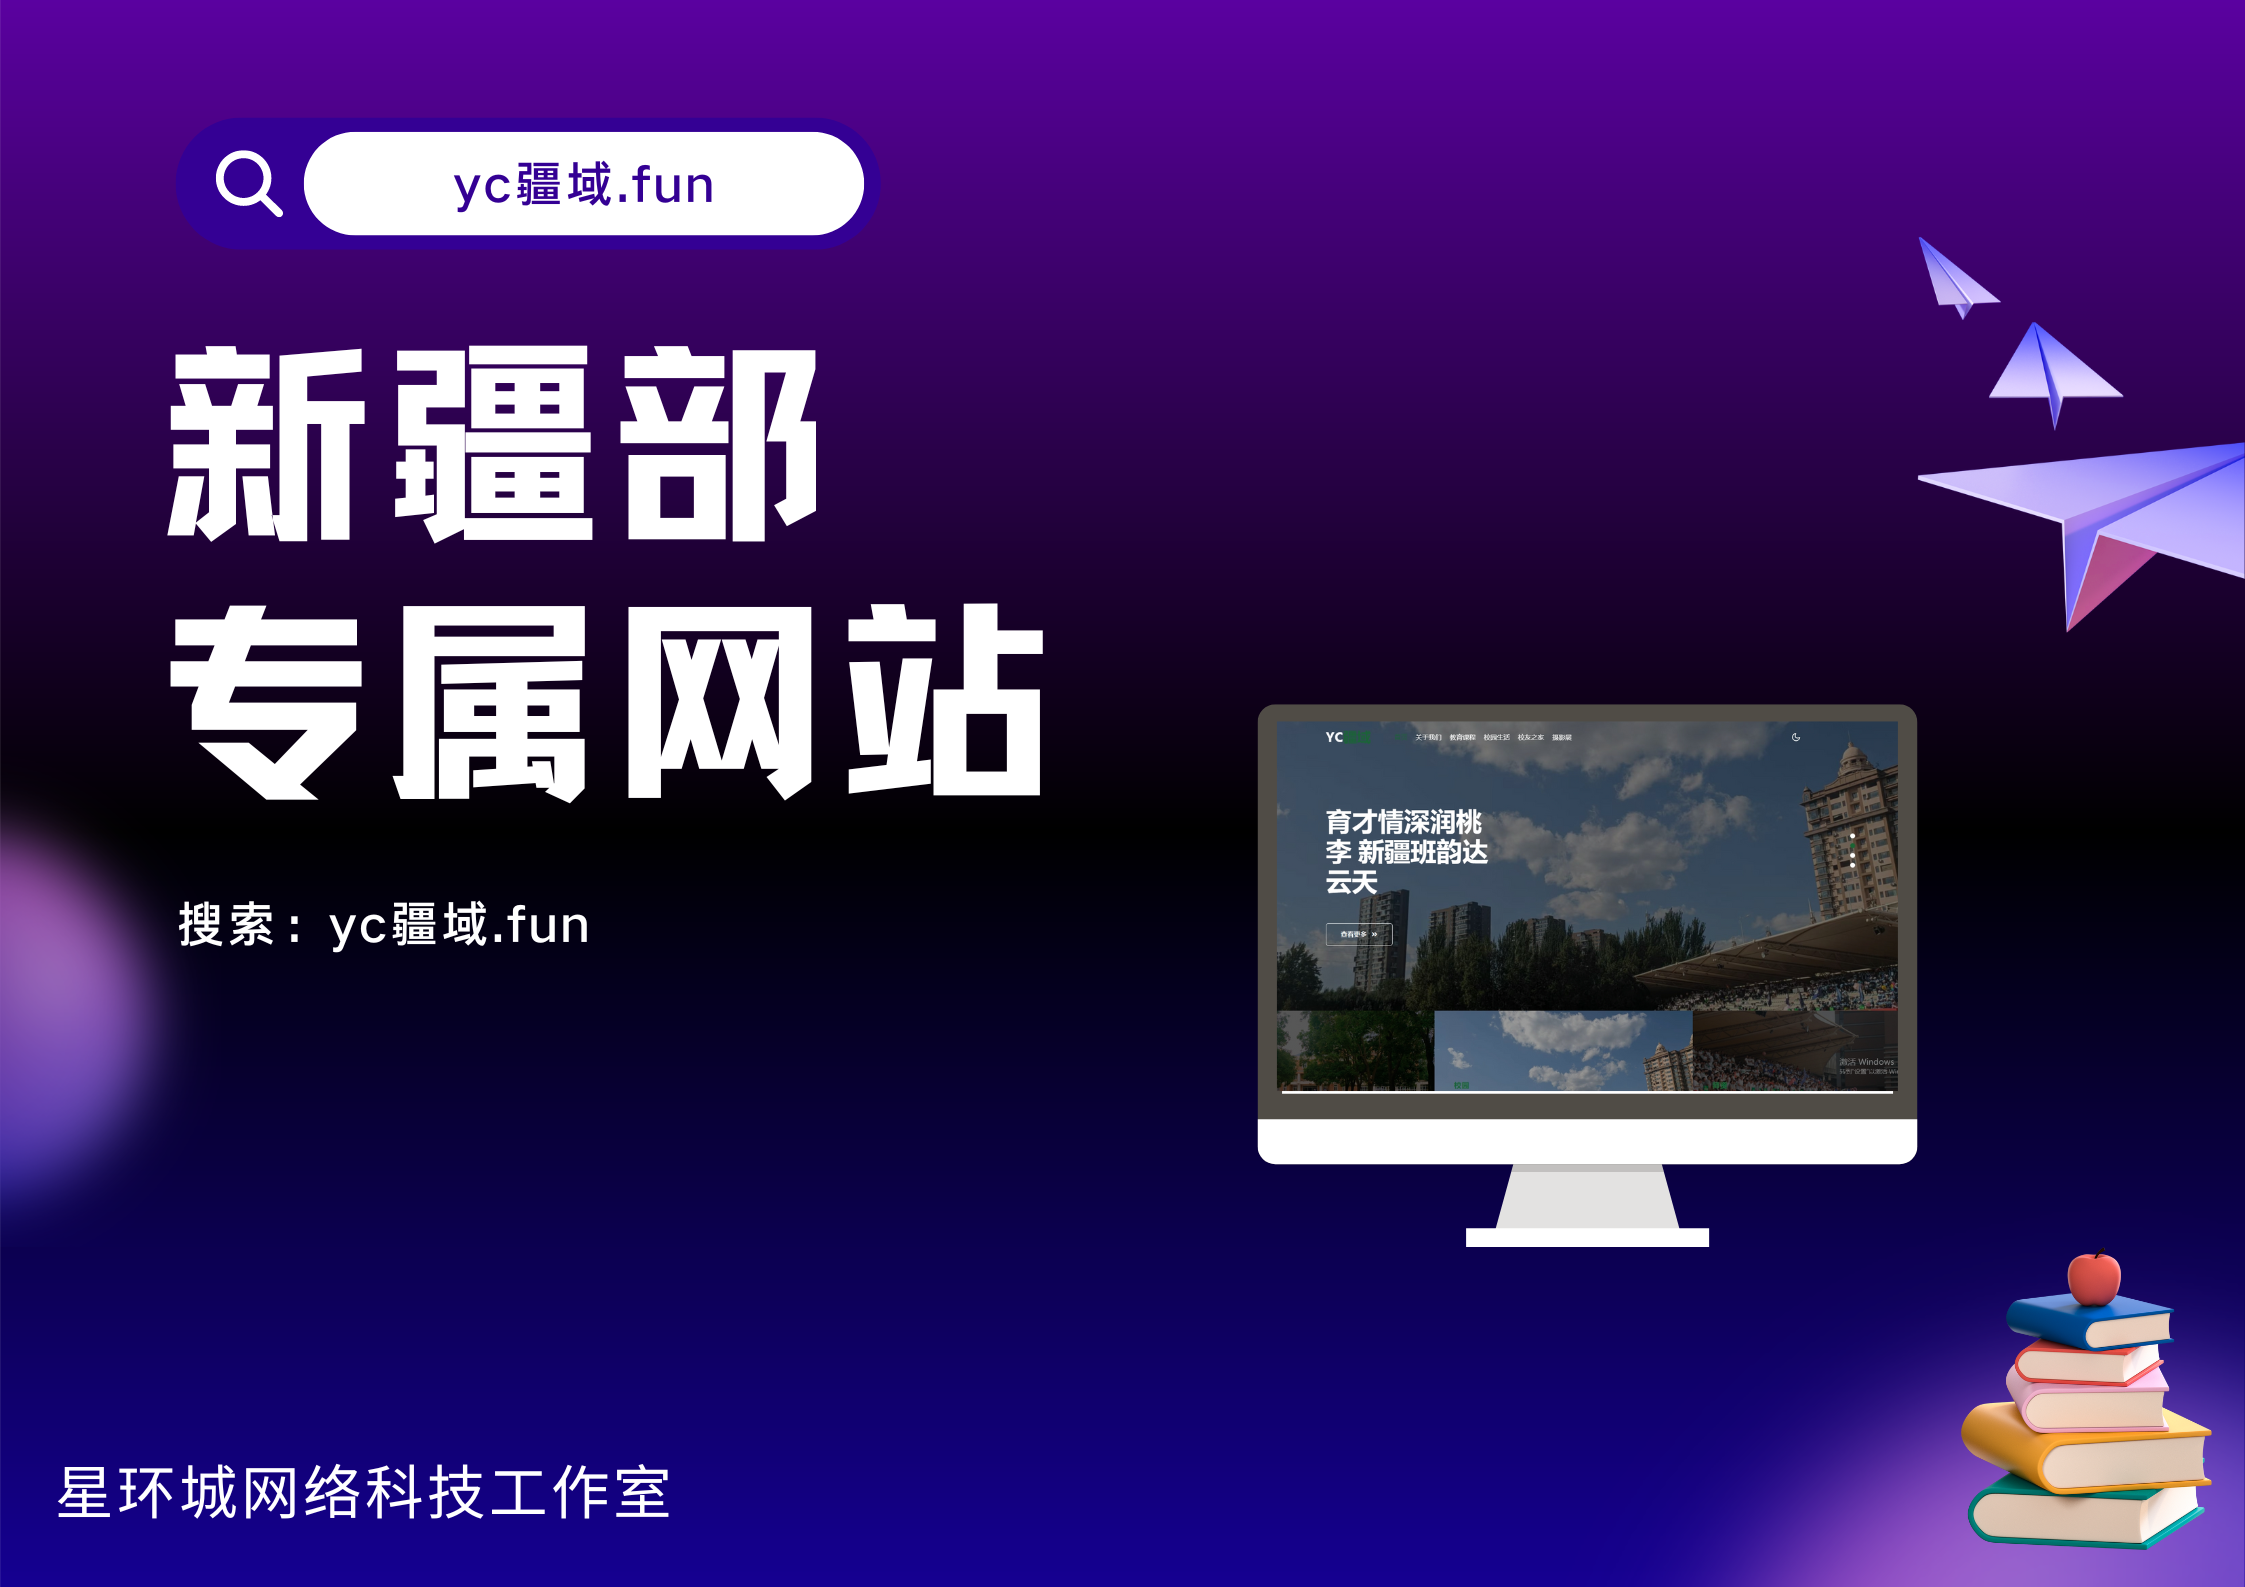 yc疆域.fun
新疆部
专属网站
搜索：yc疆域.fun
YC
关于我们 教育课程 校园生活 校友之家 摄影展
育才情深润桃
李 新疆班韵达
云天
查看更多 »
校园
激活 Windows
星环城网络科技工作室